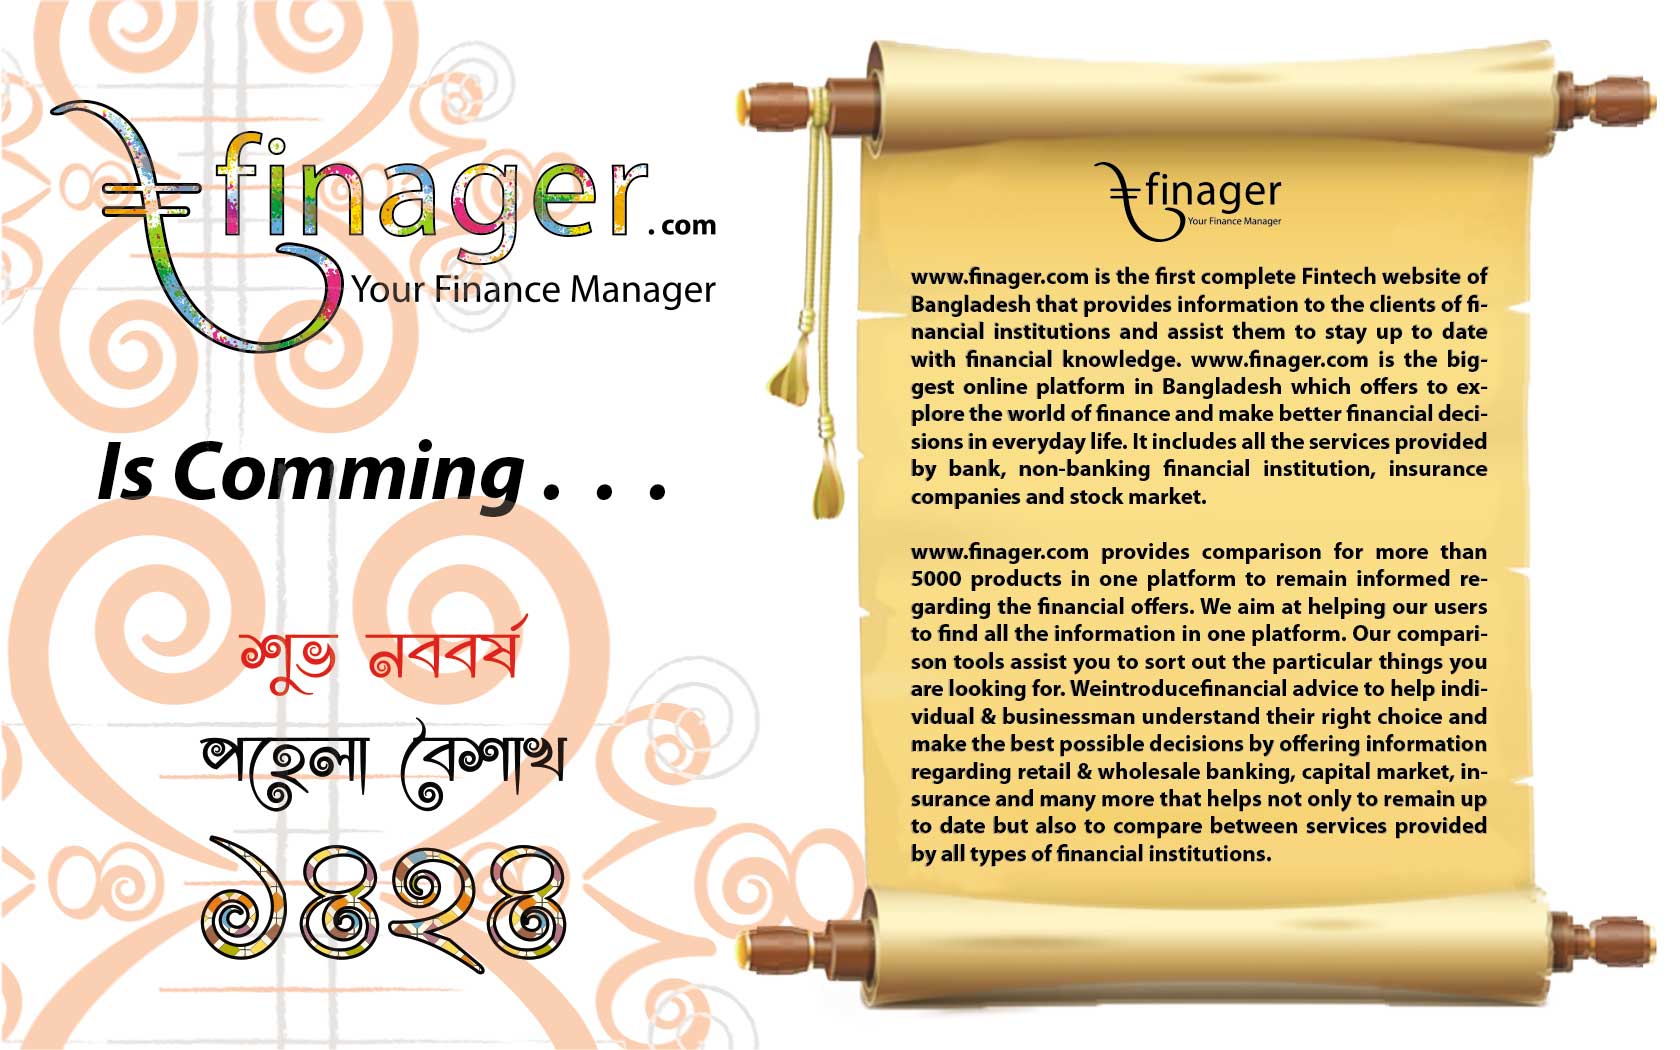 finager.com
Your Finance Manager
Is Comming . . .
শুভ নববর্ষ
পহেলা বৈশাখ
১৪২৪
finager
Your Finance Manager
www.finager.com is the first complete Fintech website of
Bangladesh that provides information to the clients of fi-
nancial institutions and assist them to stay up to date
with financial knowledge. www.finager.com is the big-
gest online platform in Bangladesh which offers to ex-
plore the world of finance and make better financial deci-
sions in everyday life. It includes all the services provided
by bank, non-banking financial institution, insurance
companies and stock market.
www.finager.com provides comparison for more than
5000 products in one platform to remain informed re-
garding the financial offers. We aim at helping our users
to find all the information in one platform. Our compari-
son tools assist you to sort out the particular things you
are looking for. Weintroducefinancial advice to help indi-
vidual & businessman understand their right choice and
make the best possible decisions by offering information
regarding retail & wholesale banking, capital market, in-
surance and many more that helps not only to remain up
to date but also to compare between services provided
by all types of financial institutions.